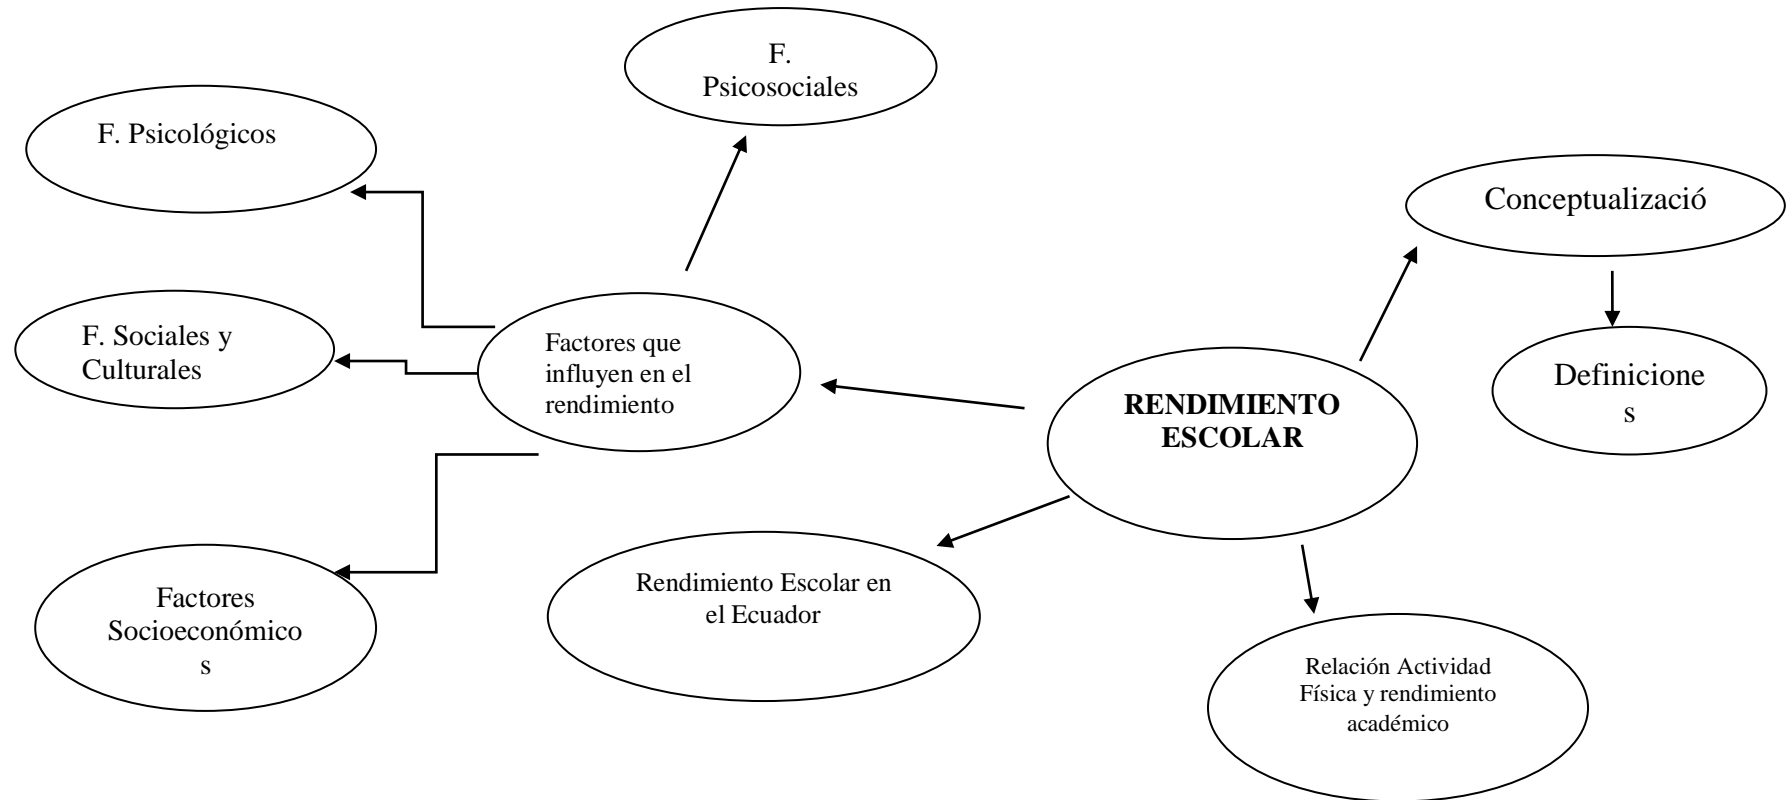 F.
Psicosociales
F. Psicológicos
Conceptualizació
F. Sociales y
Culturales
Factores que
influyen en el
rendimiento
RENDIMIENTO
ESCOLAR
Definicione
s
Factores
Socioeconómico
s
Rendimiento Escolar en
el Ecuador
Relación Actividad
Física y rendimiento
académico